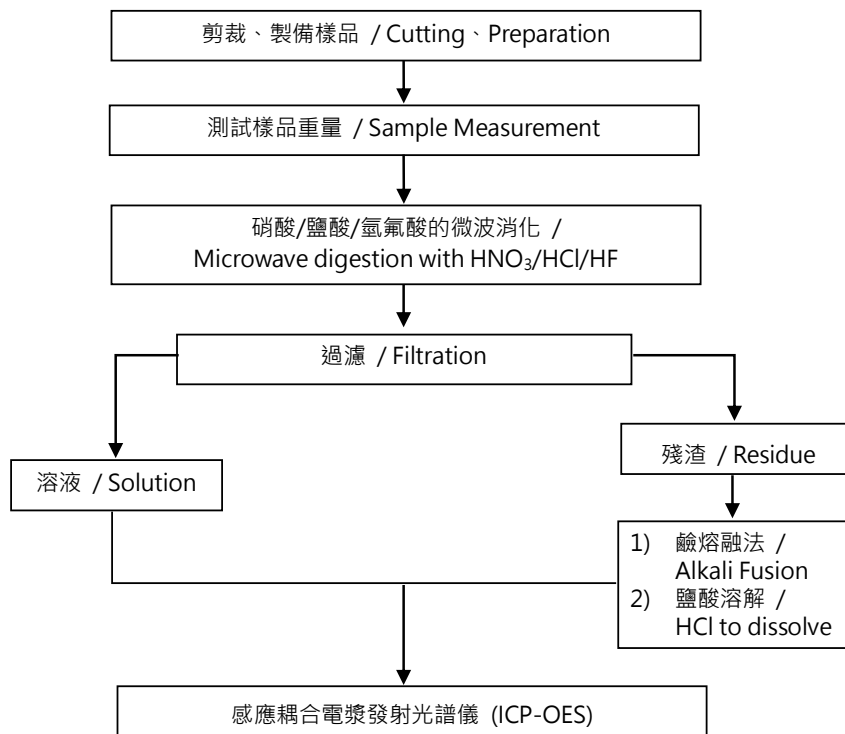 剪裁、製備樣品 / Cutting、Preparation
測試樣品重量 / Sample Measurement
硝酸/鹽酸/氫氟酸的微波消化 /
Microwave digestion with HNO₃/HCl/HF
過濾 / Filtration
溶液 / Solution
殘渣 / Residue
1) 鹼熔融法 /
Alkali Fusion
2) 鹽酸溶解 /
HCl to dissolve
感應耦合電漿發射光譜儀 (ICP-OES)